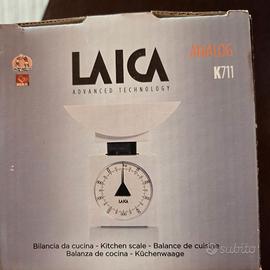 LAICA
ADVANCED TECHNOLOGY
ANALOG
K711
LAICA
Bilancia da cucina - Kitchen scale - Balance de cuisine
Balanza de cocina - Küchenwaage
subito